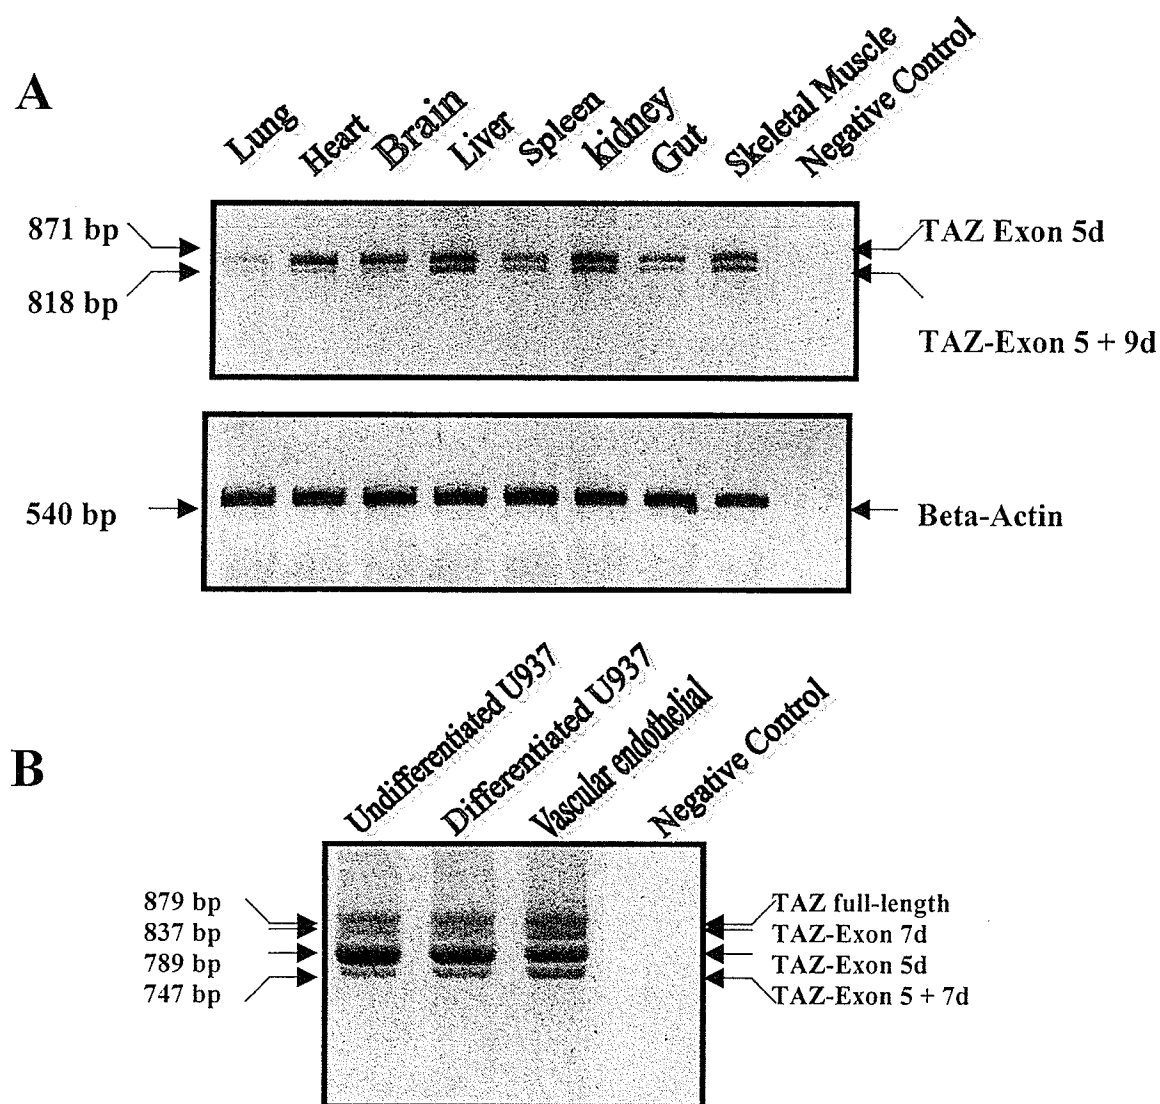 A
Lung
Heart
Brain
Liver
Spleen
kidney
Gut
Skeletal Muscle
Negative Control
871 bp
TAZ Exon 5d
818 bp
TAZ-Exon 5 + 9d
540 bp
Beta-Actin
B
Undifferentiated U937
Differentiated U937
Vascular endothelial
Negative Control
879 bp
TAZ full-length
837 bp
TAZ-Exon 7d
789 bp
TAZ-Exon 5d
747 bp
TAZ-Exon 5 + 7d